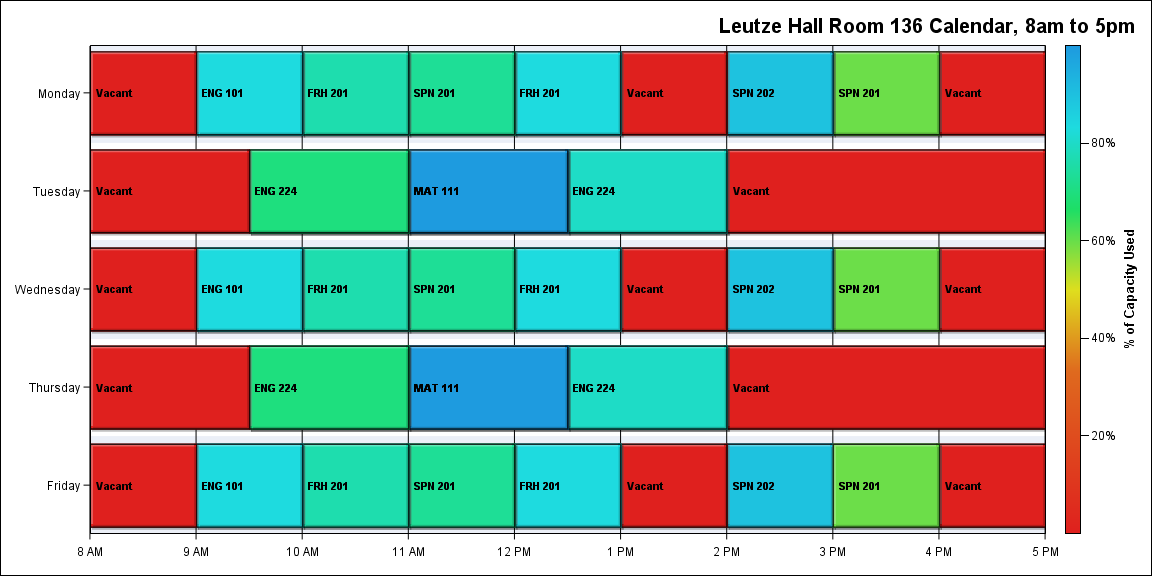 Leutze Hall Room 136 Calendar, 8am to 5pm
Monday
Vacant ENG 101 FRH 201 SPN 201 FRH 201 Vacant SPN 202 SPN 201 Vacant
Tuesday
Vacant ENG 224 MAT 111 ENG 224 Vacant
Wednesday
Vacant ENG 101 FRH 201 SPN 201 FRH 201 Vacant SPN 202 SPN 201 Vacant
Thursday
Vacant ENG 224 MAT 111 ENG 224 Vacant
Friday
Vacant ENG 101 FRH 201 SPN 201 FRH 201 Vacant SPN 202 SPN 201 Vacant
8 AM 9 AM 10 AM 11 AM 12 PM 1 PM 2 PM 3 PM 4 PM 5 PM
80%
60%
40%
20%
% of Capacity Used